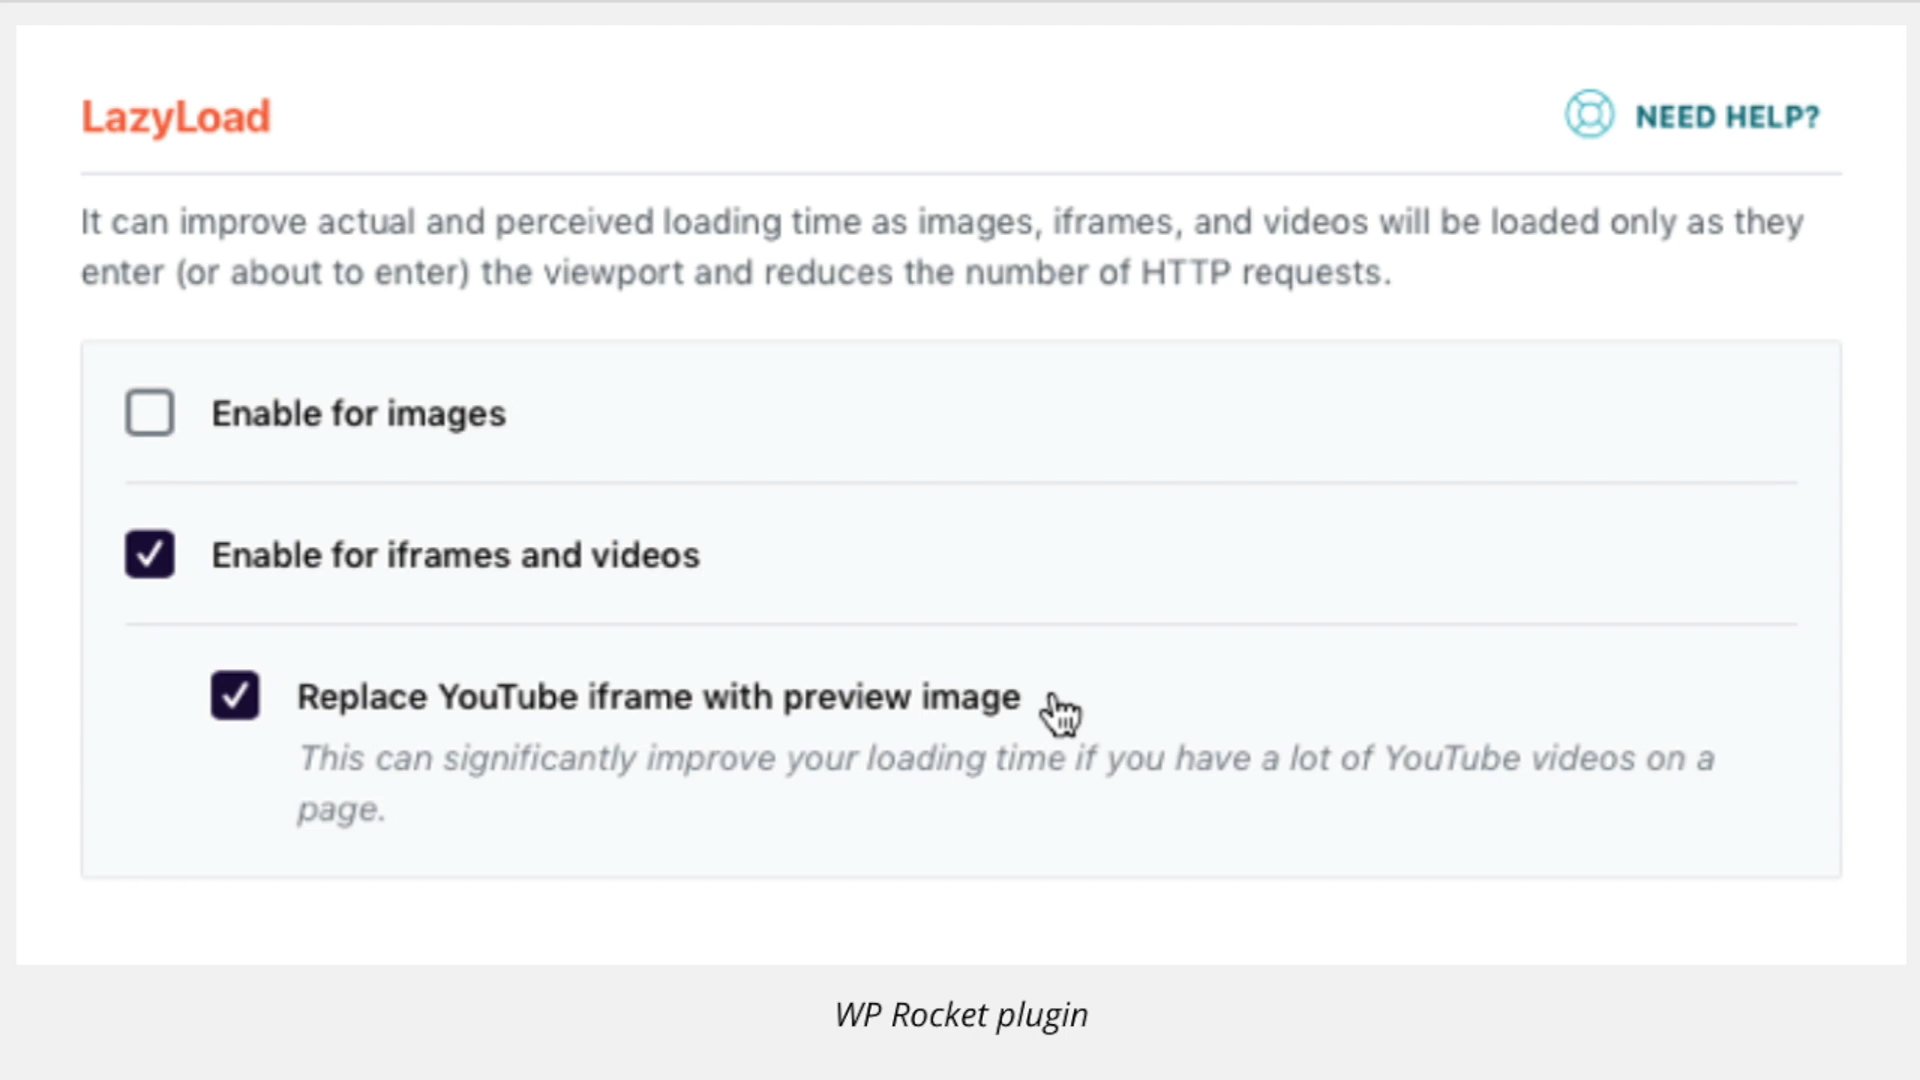 LazyLoad
NEED HELP?
It can improve actual and perceived loading time as images, iframes, and videos will be loaded only as they
enter (or about to enter) the viewport and reduces the number of HTTP requests.
Enable for images
Enable for iframes and videos
Replace YouTube iframe with preview image
This can significantly improve your loading time if you have a lot of YouTube videos on a
page.
WP Rocket plugin